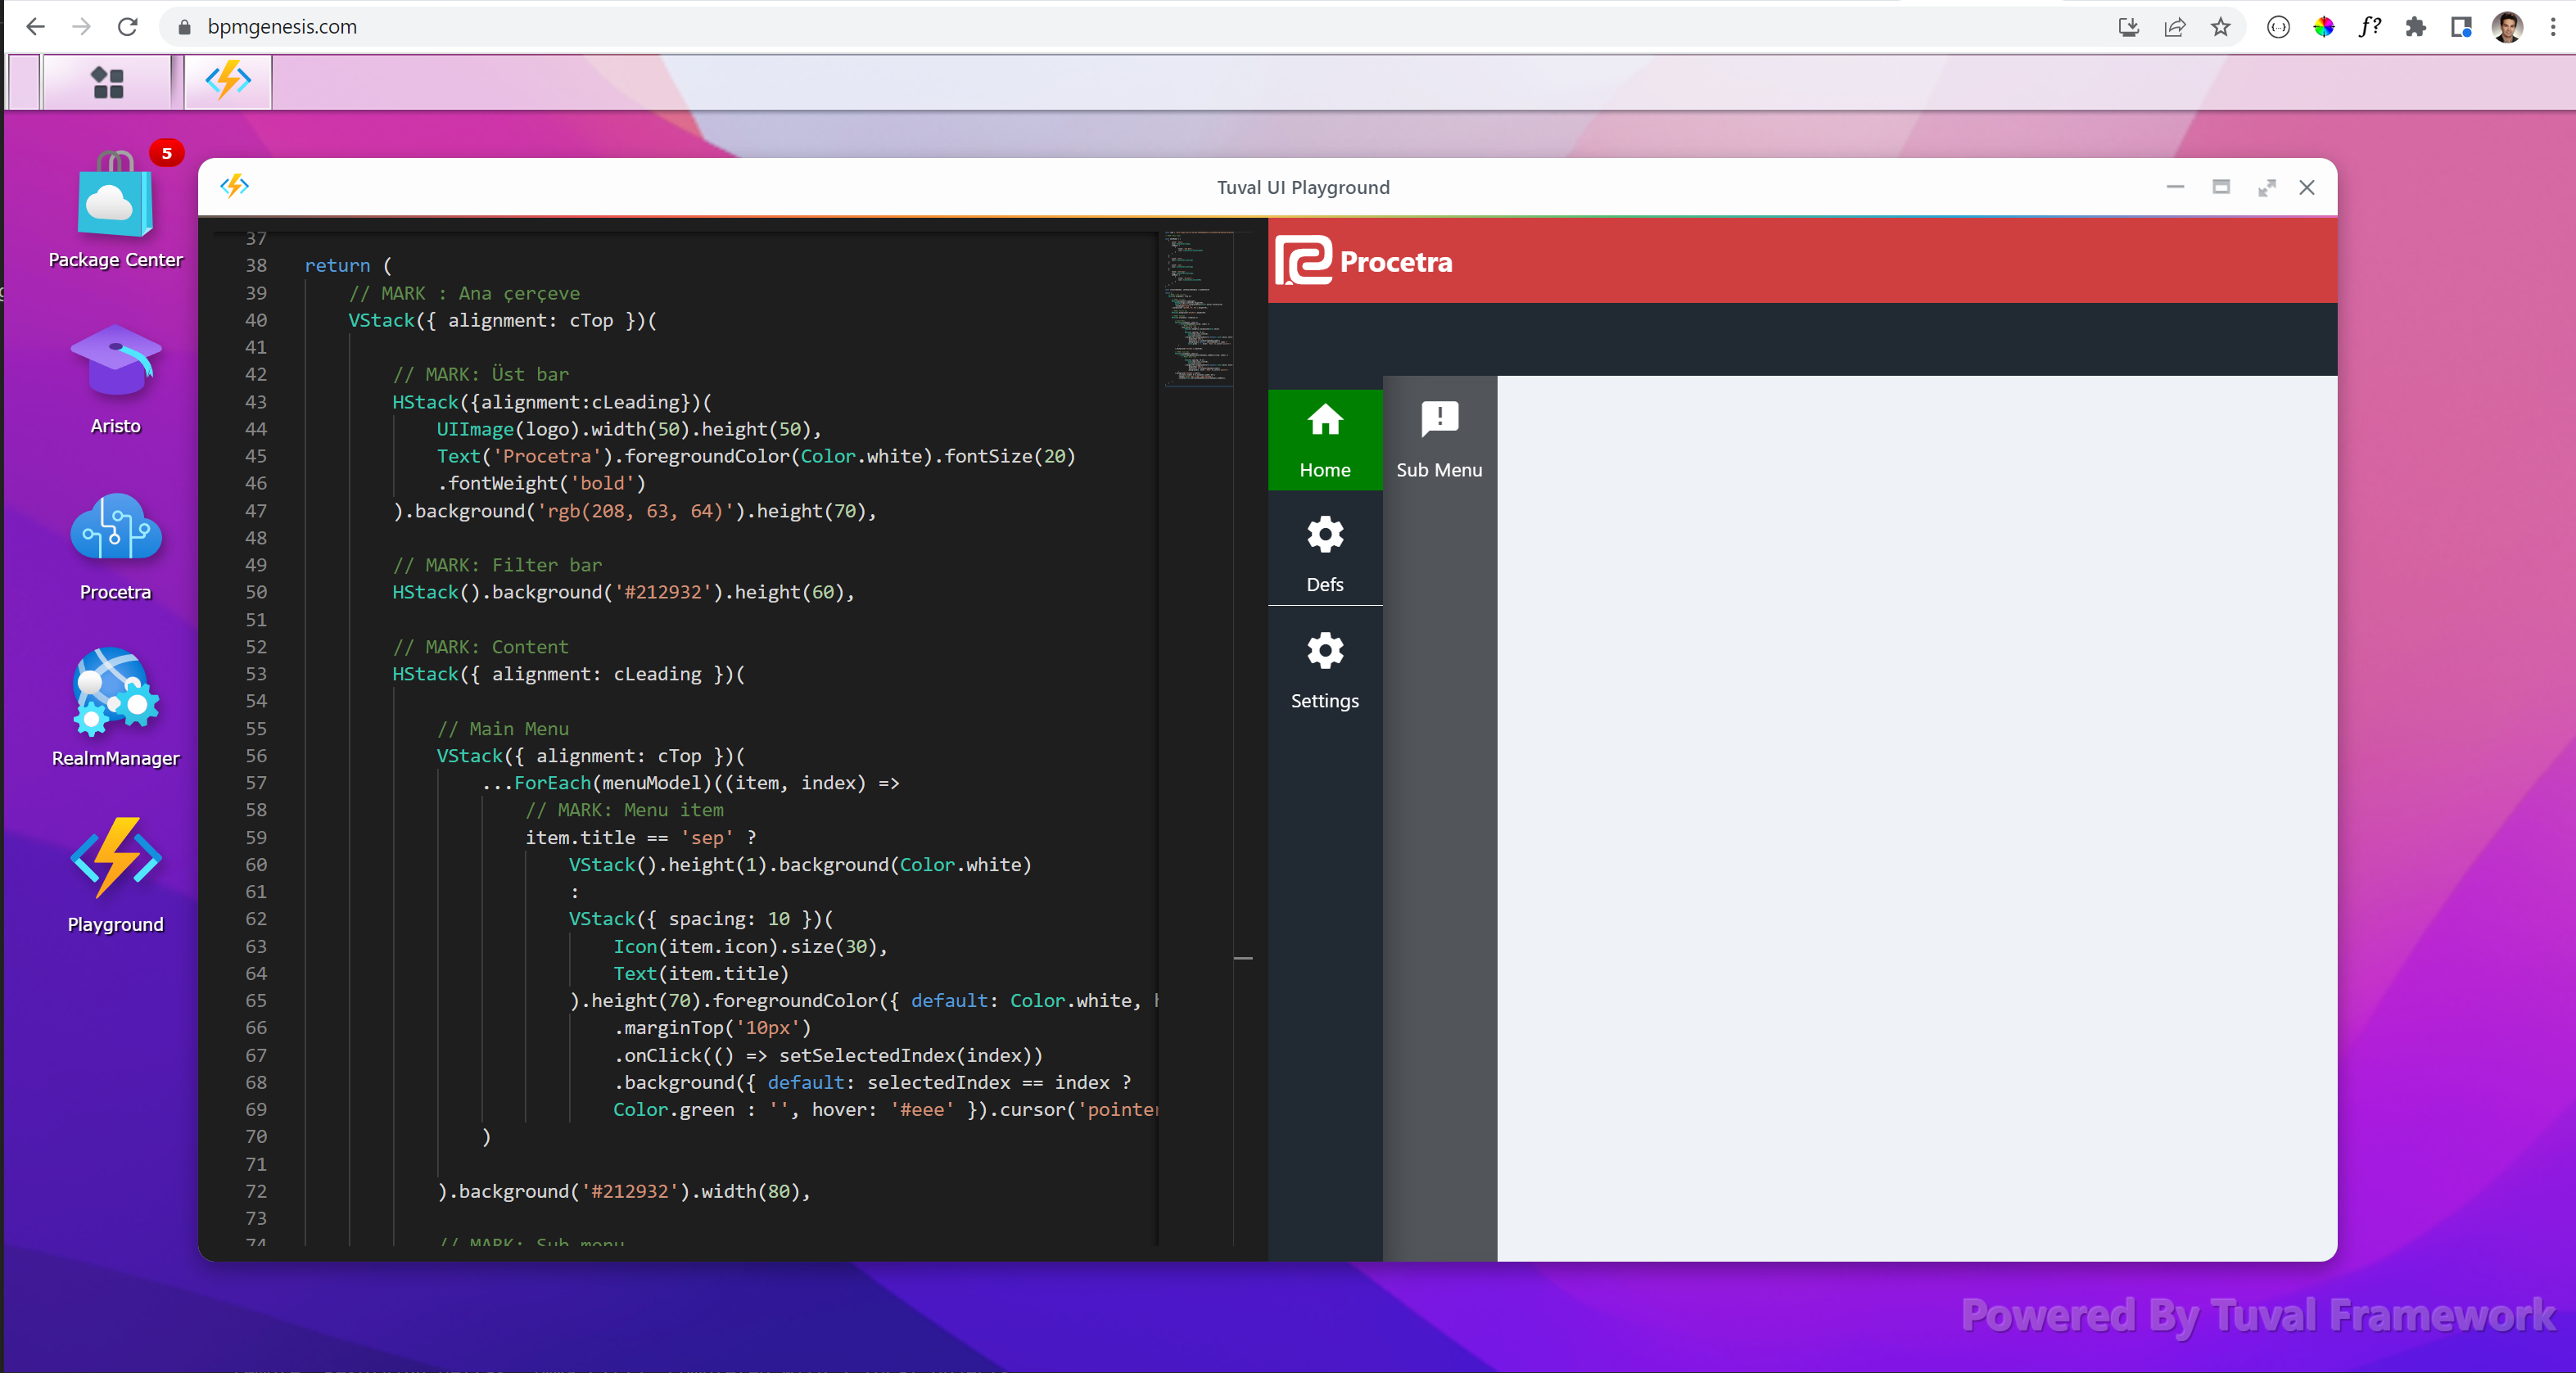 bpmgenesis.com
f?
5
Package Center
Aristo
Procetra
RealmManager
Playground
Tuval UI Playground
37
38 return (
39 // MARK : Ana çerçeve
40 VStack({ alignment: cTop })(
41
42 // MARK: Üst bar
43 HStack({alignment:cLeading})(
44 UIImage(logo).width(50).height(50),
45 Text('Procetra').foregroundColor(Color.white).fontSize(20)
46 .fontWeight('bold')
47 ).background('rgb(208, 63, 64)').height(70),
48
49 // MARK: Filter bar
50 HStack().background('#212932').height(60),
51
52 // MARK: Content
53 HStack({ alignment: cLeading })(
54
55 // Main Menu
56 VStack({ alignment: cTop })(
57 ...ForEach(menuModel)((item, index) =>
58 // MARK: Menu item
59 item.title == 'sep' ?
60 VStack().height(1).background(Color.white)
61 :
62 VStack({ spacing: 10 })(
63 Icon(item.icon).size(30),
64 Text(item.title)
65 ).height(70).foregroundColor({ default: Color.white,
66 .marginTop('10px')
67 .onClick(() => setSelectedIndex(index))
68 .background({ default: selectedIndex == index ?
69 Color.green : '', hover: '#eee' }).cursor('pointer
70 )
71
72 ).background('#212932').width(80),
73
74 // MARK: Sub menu
Procetra
Home
Sub Menu
Defs
Settings
Powered By Tuval Framework